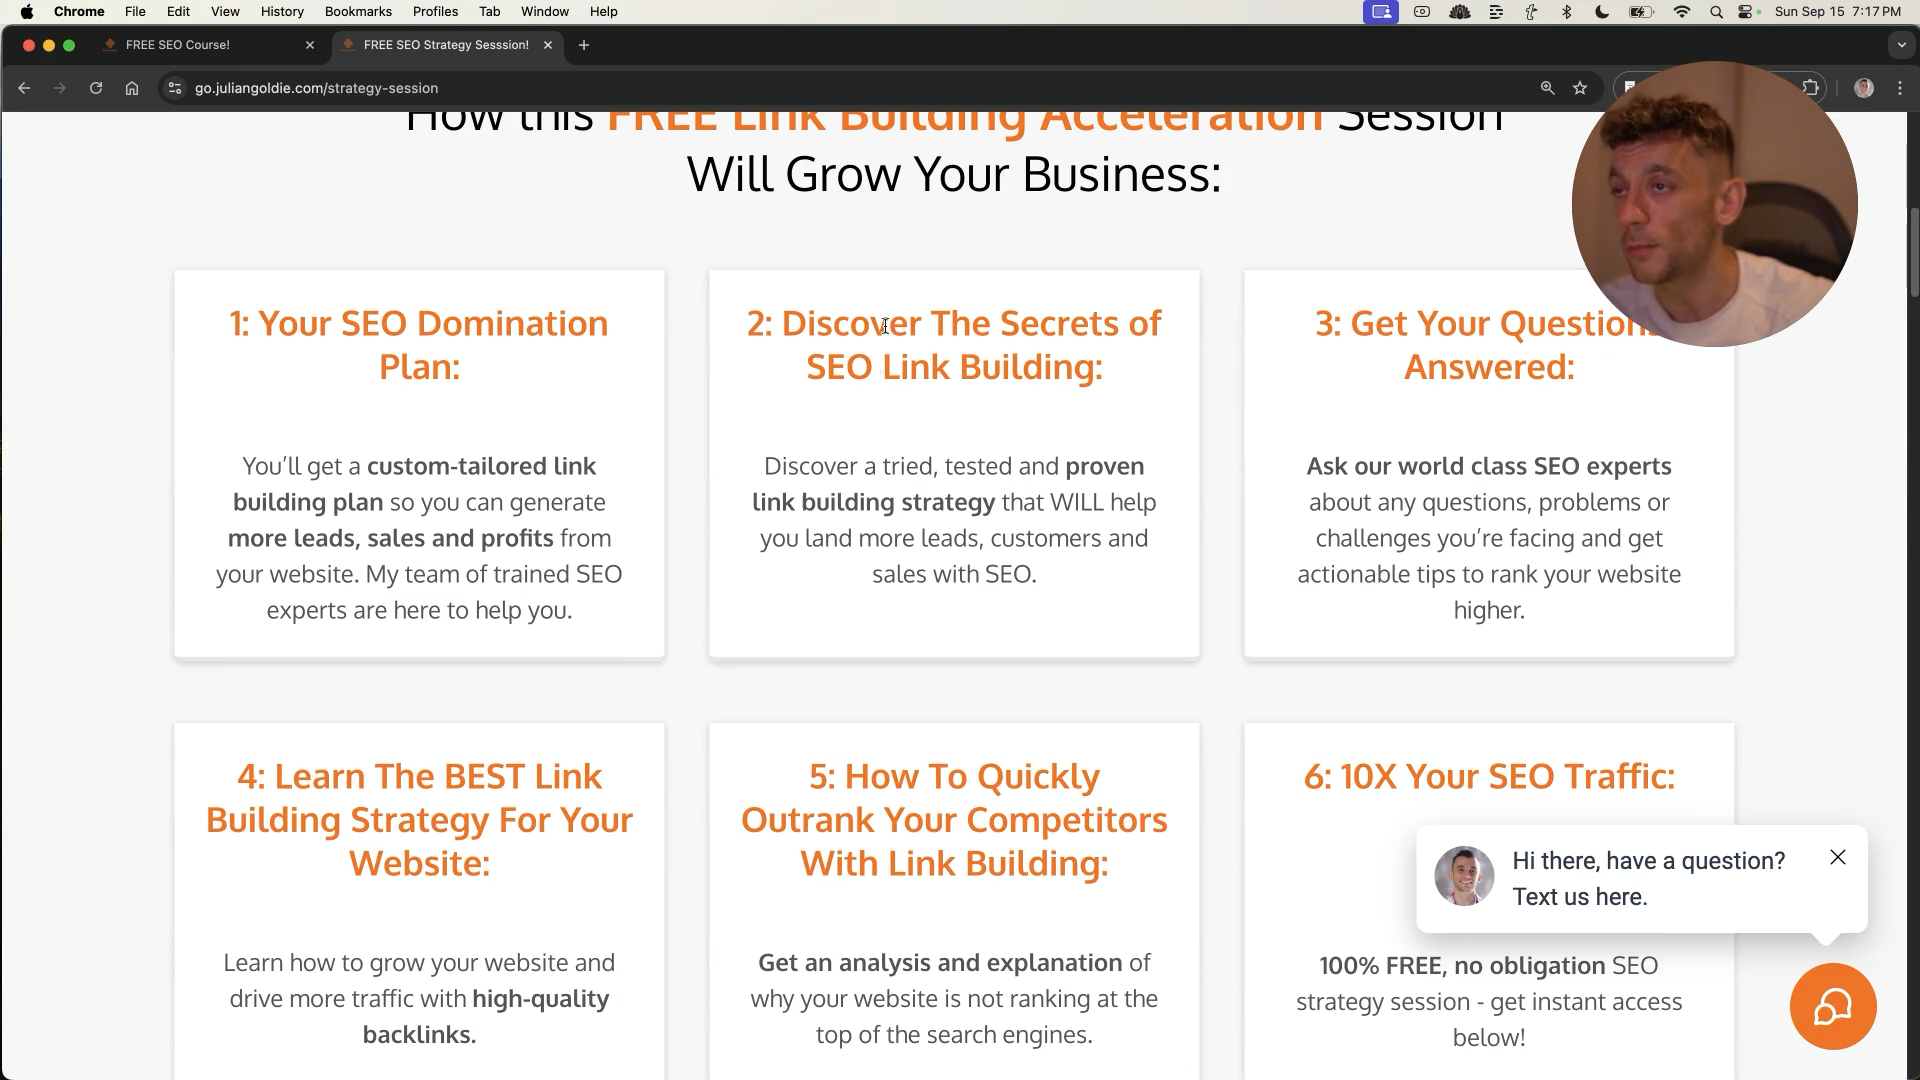 Chrome File Edit View History Bookmarks Profiles Tab Window Help Sun Sep 15 7:17 PM
FREE SEO Course! FREE SEO Strategy Sesssion!
go.juliangoldie.com/strategy-session
How this FREE Link Building Acceleration Session
Will Grow Your Business:
1: Your SEO Domination
Plan:
You'll get a custom-tailored link
building plan so you can generate
more leads, sales and profits from
your website. My team of trained SEO
experts are here to help you.
2: Discover The Secrets of
SEO Link Building:
Discover a tried, tested and proven
link building strategy that WILL help
you land more leads, customers and
sales with SEO.
3: Get Your Questions
Answered:
Ask our world class SEO experts
about any questions, problems or
challenges you're facing and get
actionable tips to rank your website
higher.
4: Learn The BEST Link
Building Strategy For Your
Website:
Learn how to grow your website and
drive more traffic with high-quality
backlinks.
5: How To Quickly
Outrank Your Competitors
With Link Building:
Get an analysis and explanation of
why your website is not ranking at the
top of the search engines.
6: 10X Your SEO Traffic:
100% FREE, no obligation SEO
strategy session - get instant access
below!
Hi there, have a question?
Text us here.